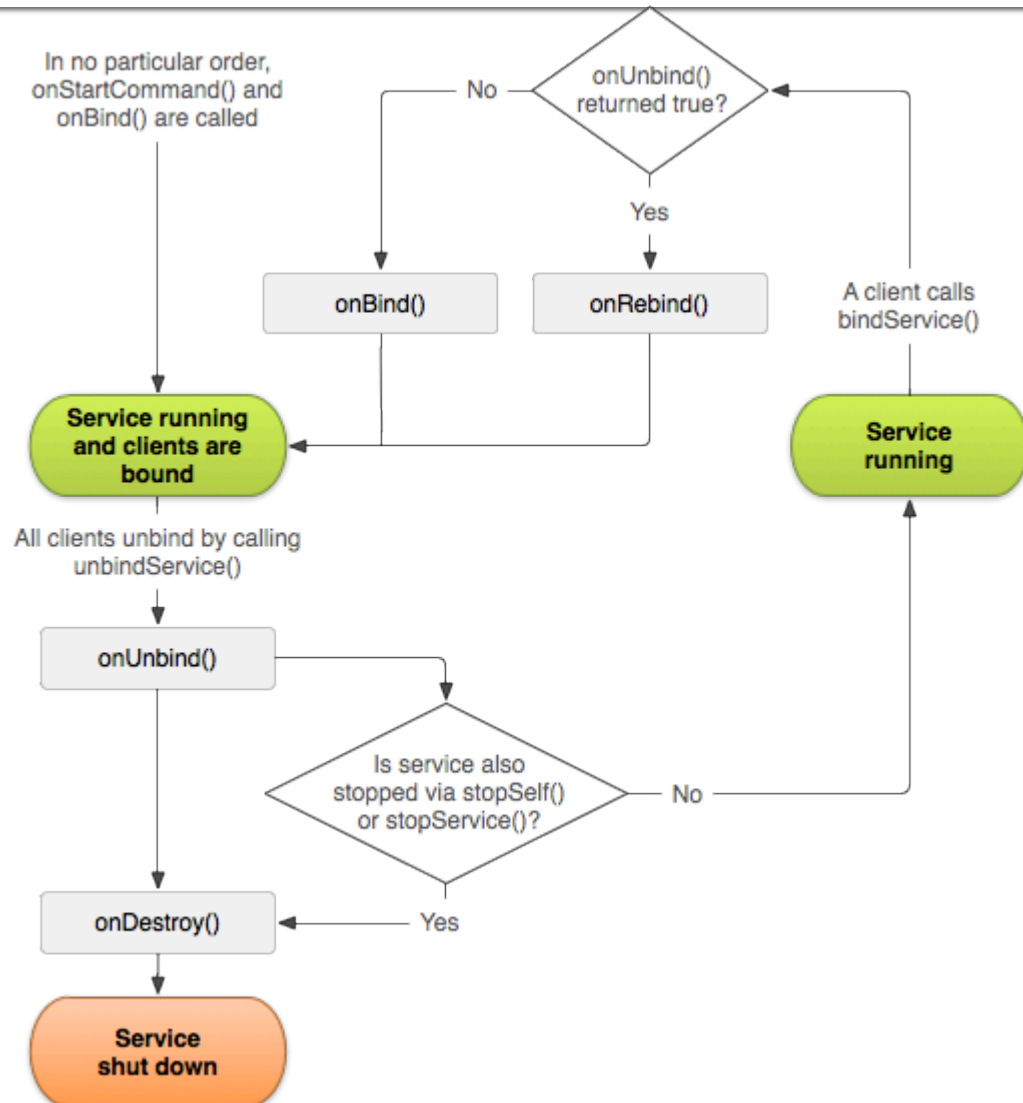 In no particular order,
onStartCommand() and
onBind() are called
No
onUnbind()
returned true?
Yes
onBind()
onRebind()
A client calls
bindService()
Service running
and clients are
bound
Service
running
All clients unbind by calling
unbindService()
onUnbind()
Is service also
stopped via stopSelf()
or stopService()?
No
onDestroy()
Yes
Service
shut down